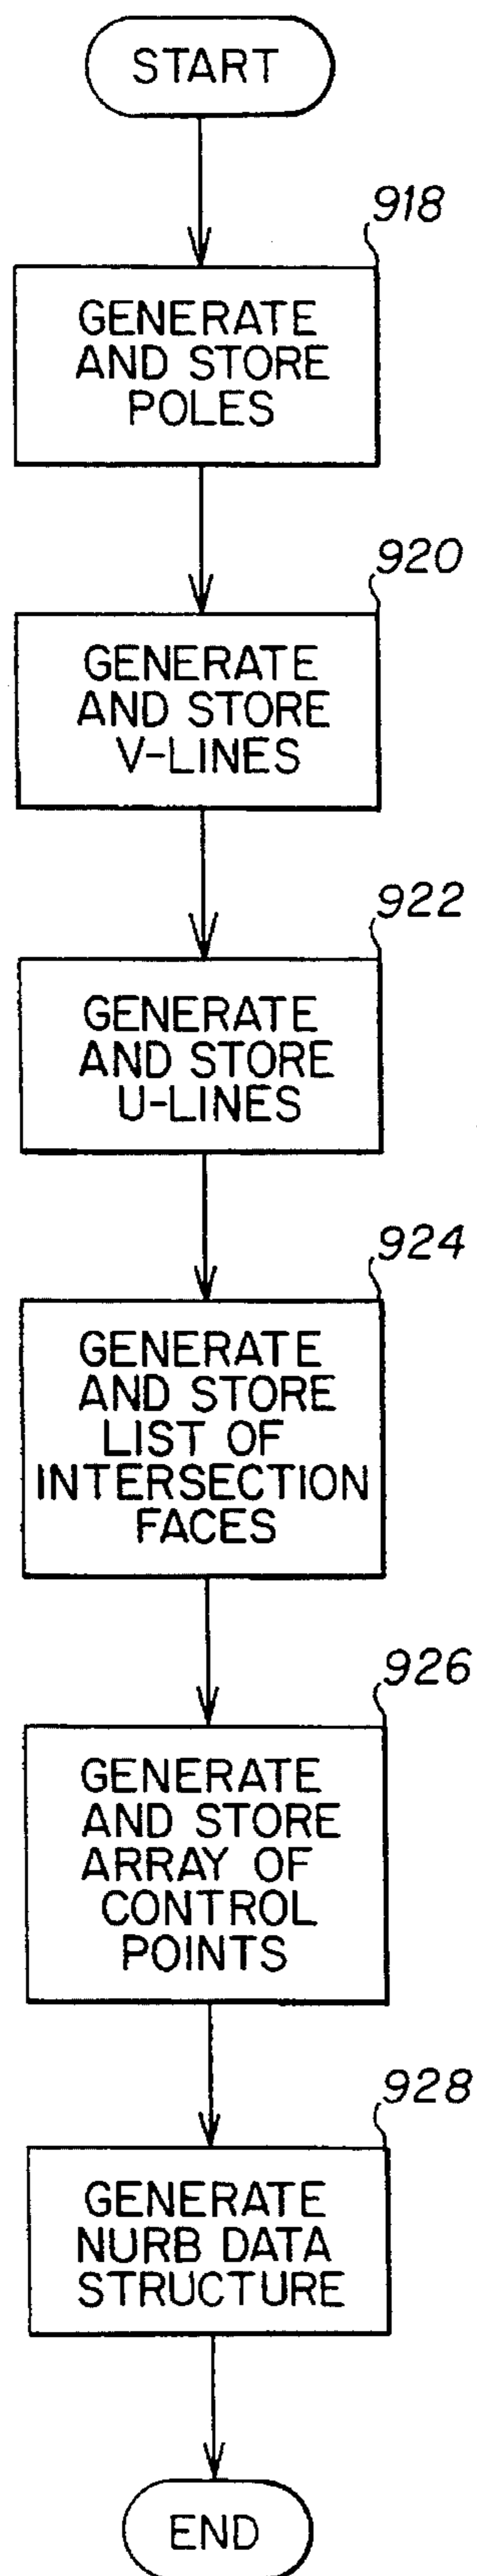 START
918
GENERATE
AND STORE
POLES
920
GENERATE
AND STORE
V-LINES
922
GENERATE
AND STORE
U-LINES
924
GENERATE
AND STORE
LIST OF
INTERSECTION
FACES
926
GENERATE
AND STORE
ARRAY OF
CONTROL
POINTS
928
GENERATE
NURB DATA
STRUCTURE
END